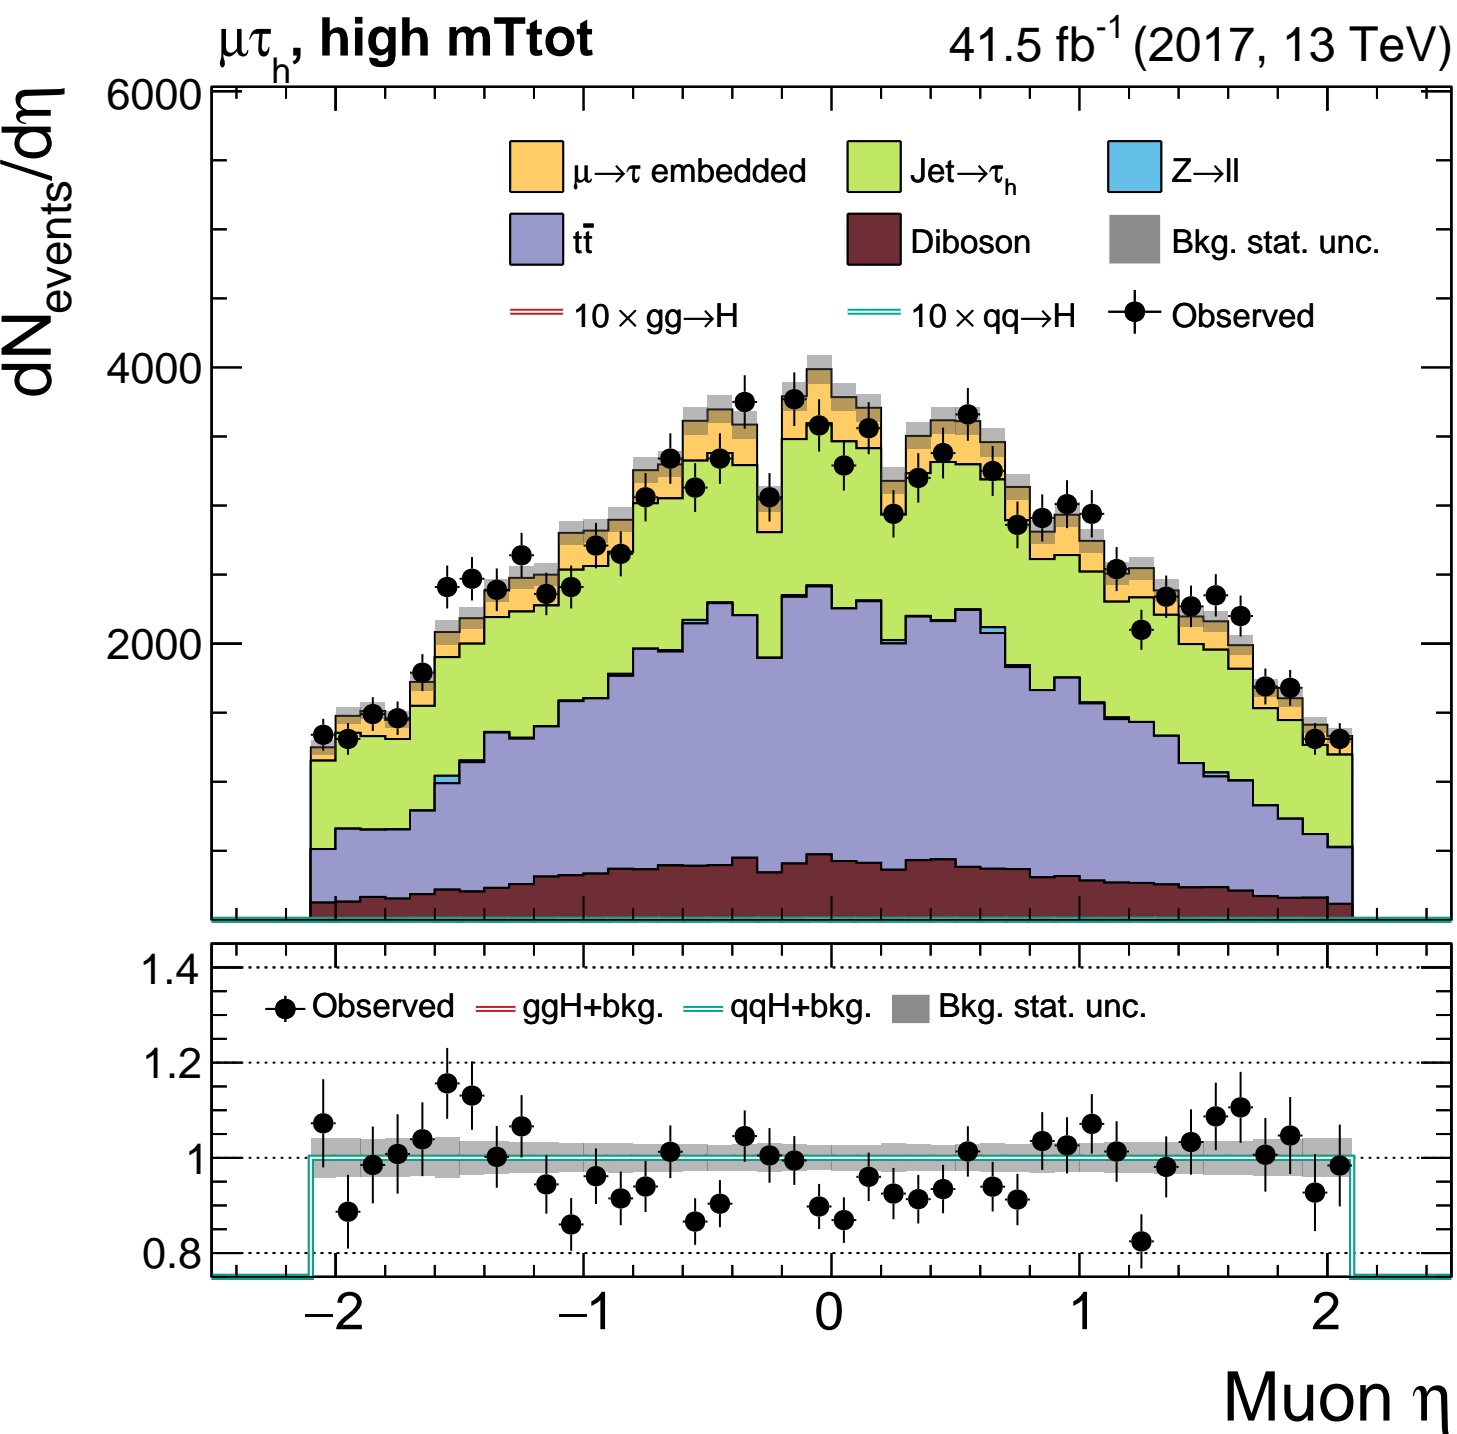 μτh, high mTtot 41.5 fb-1 (2017, 13 TeV)
dNevents/dη
6000
4000
2000
μ→τ embedded Jet→τh Z→ll
tt̄ Diboson Bkg. stat. unc.
10 × gg→H 10 × qq→H Observed
1.4
1.2
1
0.8
Observed ggH+bkg. qqH+bkg. Bkg. stat. unc.
−2 −1 0 1 2
Muon η